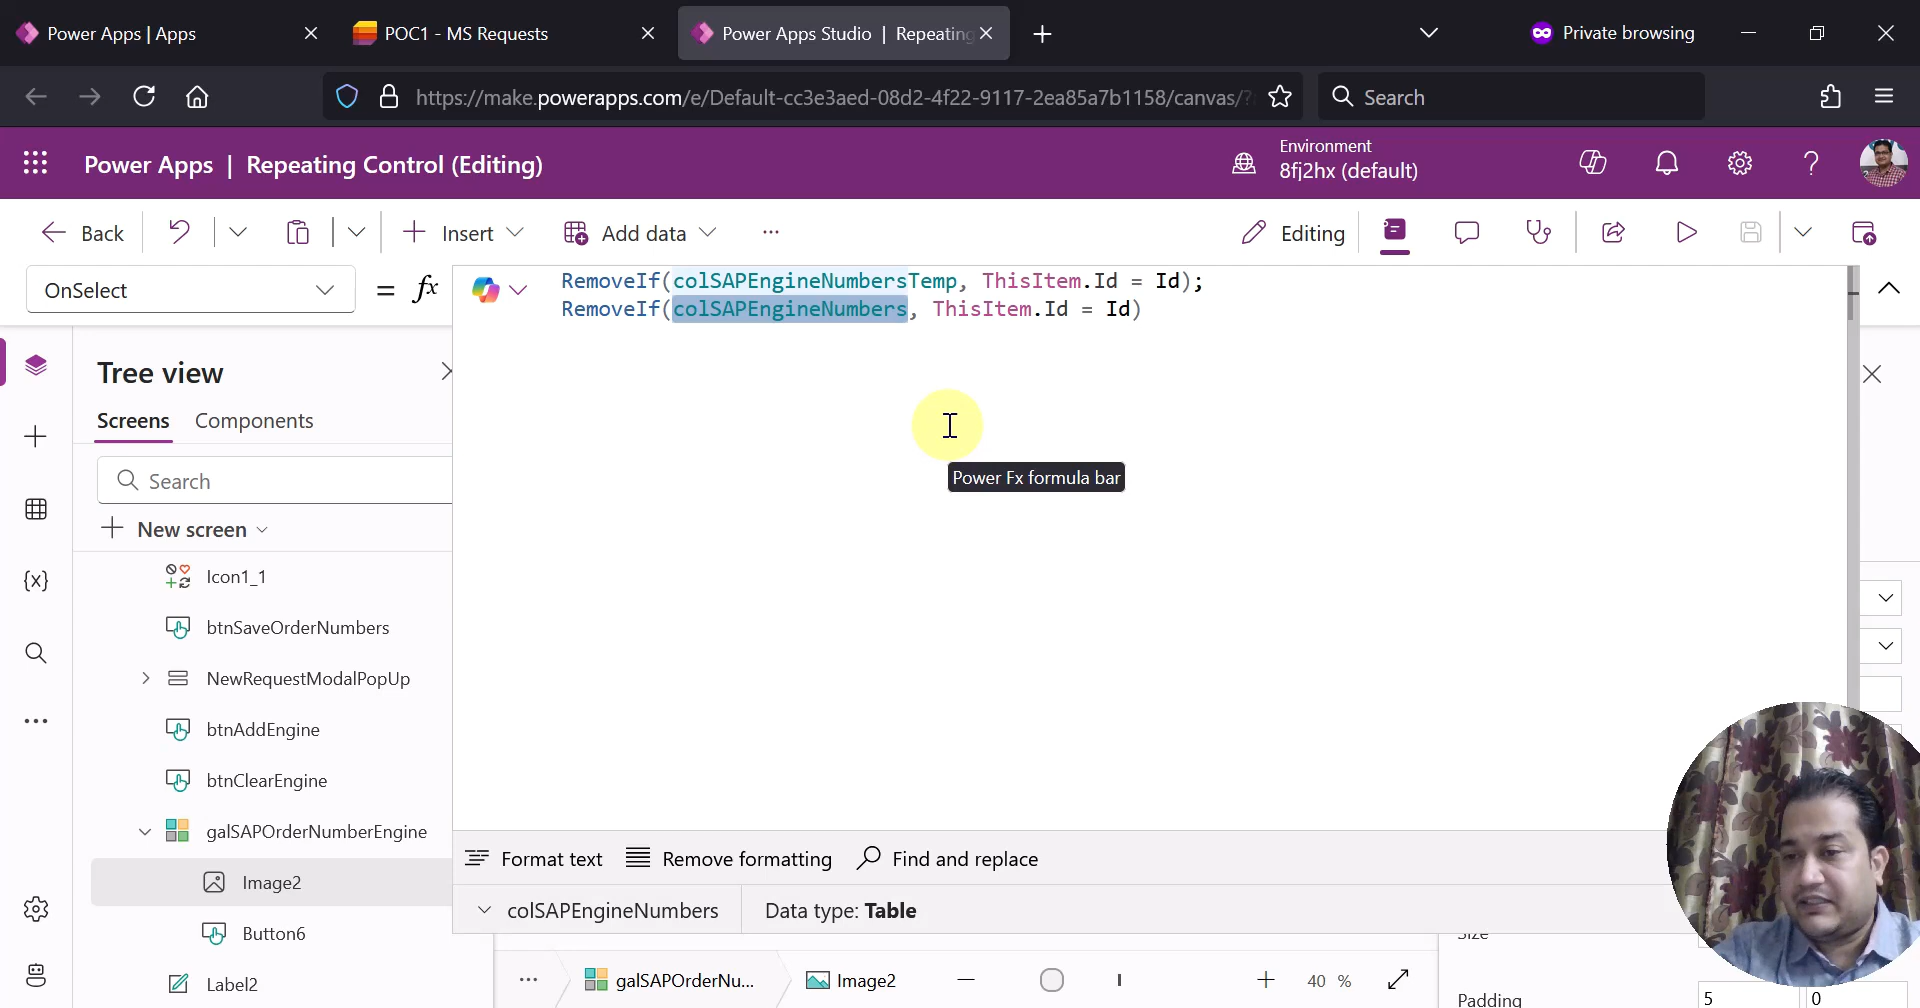 Power Apps | Apps
POC1 - MS Requests
Power Apps Studio | Repeating
Private browsing
https://make.powerapps.com/e/Default-cc3e3aed-08d2-4f22-9117-2ea85a7b1158/canvas/?
Search
Power Apps | Repeating Control (Editing)
Environment
8fj2hx (default)
Back
Insert
Add data
Editing
OnSelect
= fx
RemoveIf(colSAPEngineNumbersTemp, ThisItem.Id = Id);
RemoveIf(colSAPEngineNumbers, ThisItem.Id = Id)
Tree view
Screens
Components
Search
New screen
Power Fx formula bar
Icon1_1
btnSaveOrderNumbers
NewRequestModalPopUp
btnAddEngine
btnClearEngine
galSAPOrderNumberEngine
Image2
Button6
Label2
Format text
Remove formatting
Find and replace
colSAPEngineNumbers
Data type: Table
Size
galSAPOrderNu...
Image2
40 %
Padding
5
0